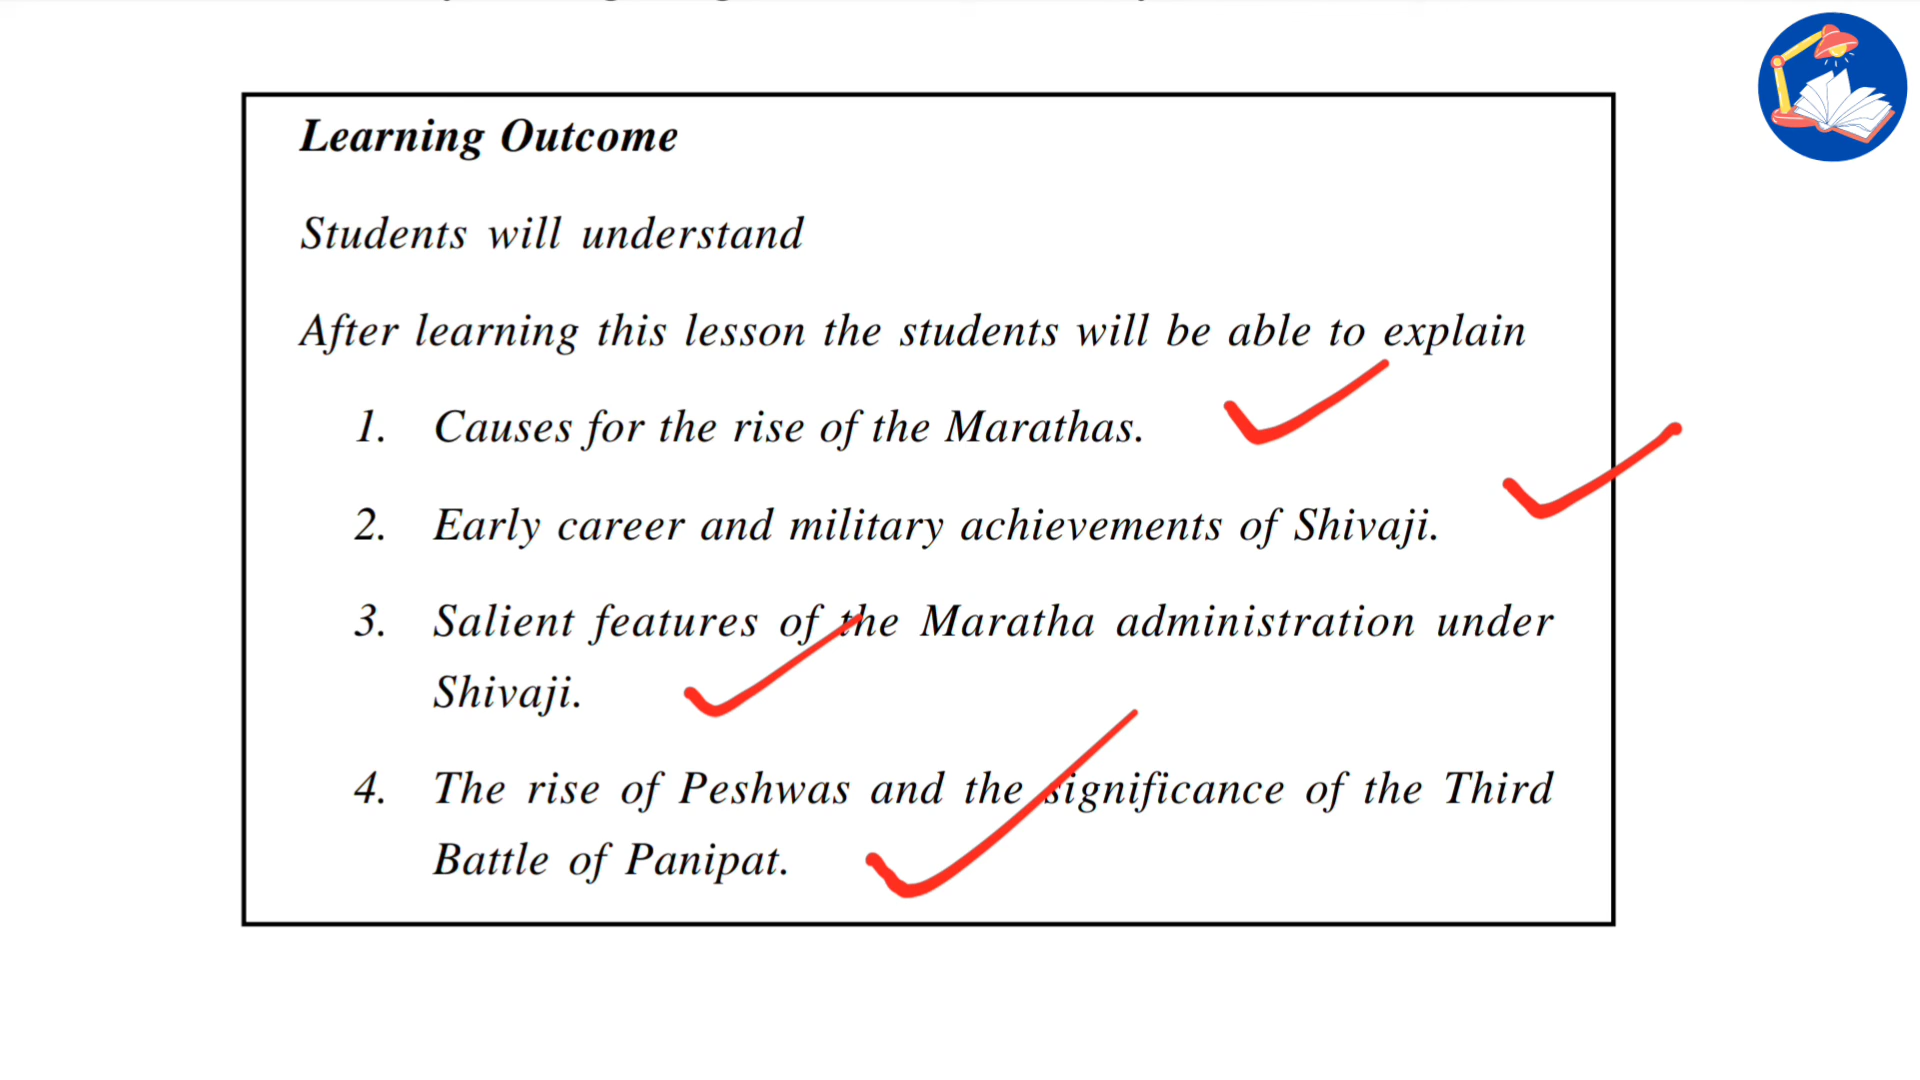 Learning Outcome
Students will understand
After learning this lesson the students will be able to explain
1. Causes for the rise of the Marathas.
2. Early career and military achievements of Shivaji.
3. Salient features of the Maratha administration under
Shivaji.
4. The rise of Peshwas and the significance of the Third
Battle of Panipat.